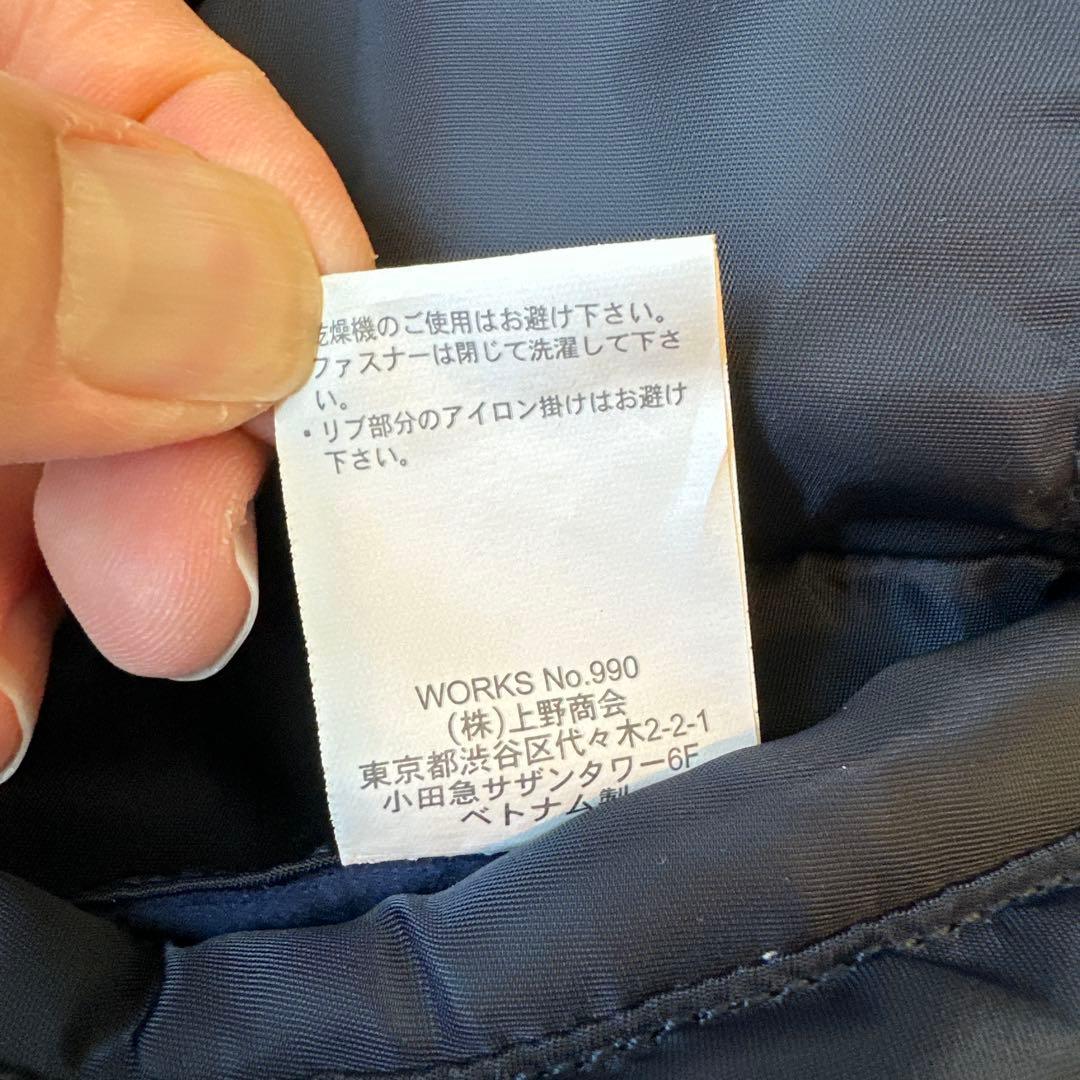 乾燥機のご使用はお避け下さい。
ファスナーは閉じて洗濯して下さ
い。
・リブ部分のアイロン掛けはお避け
下さい。
WORKS No.990
(株)上野商会
東京都渋谷区代々木2-2-1
小田急サザンタワー6F
ベトナム製